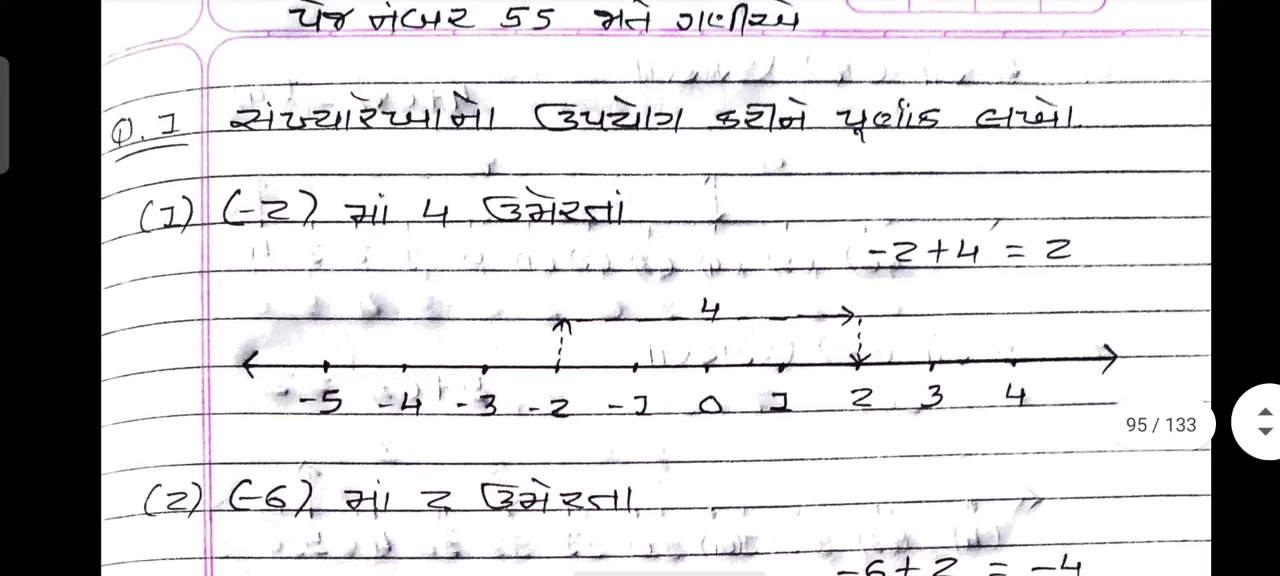 પેજ નંબર 55 મતે ગણીએ
Q.1 સંખ્યારેખાનો ઉપયોગ કરીને પૂર્ણાંક લખો.
(1) (-2) માં 4 ઉમેરતાં
-2+4 = 2
4
-5 -4 -3 -2 -1 0 1 2 3 4
95 / 133
(2) (-6) માં 2 ઉમેરતા
-6+2 = -4